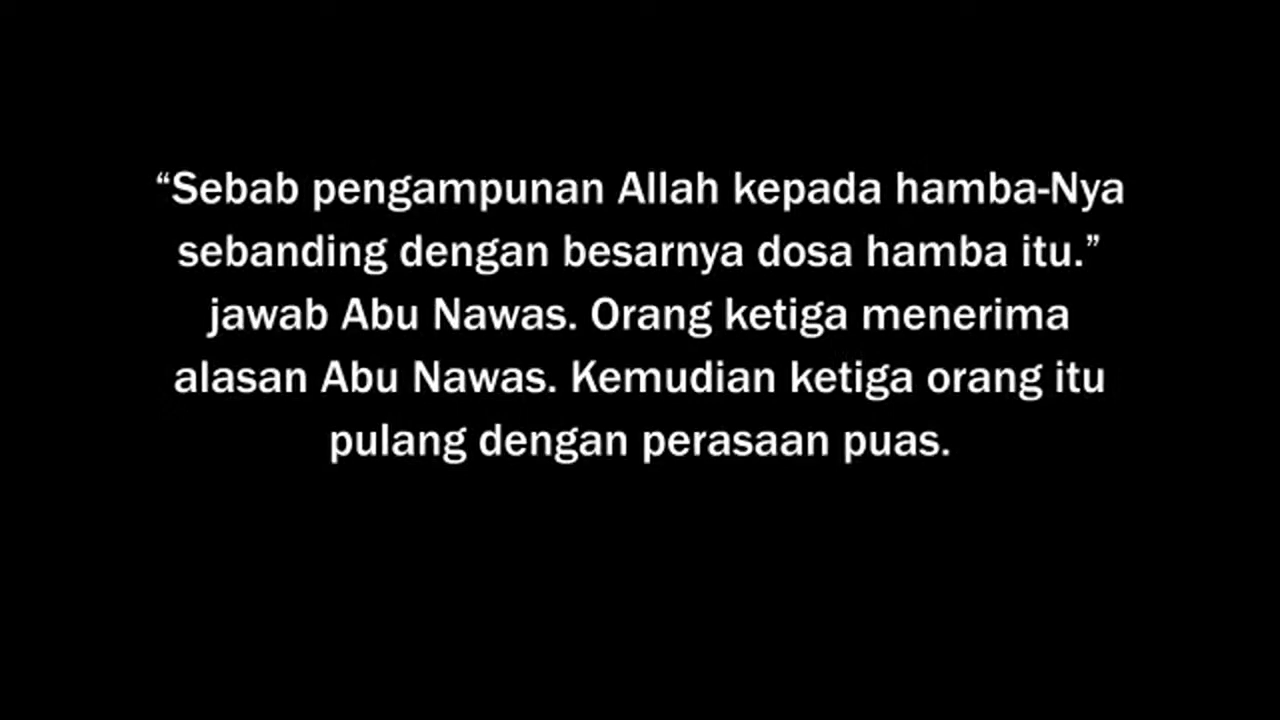 “Sebab pengampunan Allah kepada hamba-Nya
sebanding dengan besarnya dosa hamba itu.”
jawab Abu Nawas. Orang ketiga menerima
alasan Abu Nawas. Kemudian ketiga orang itu
pulang dengan perasaan puas.